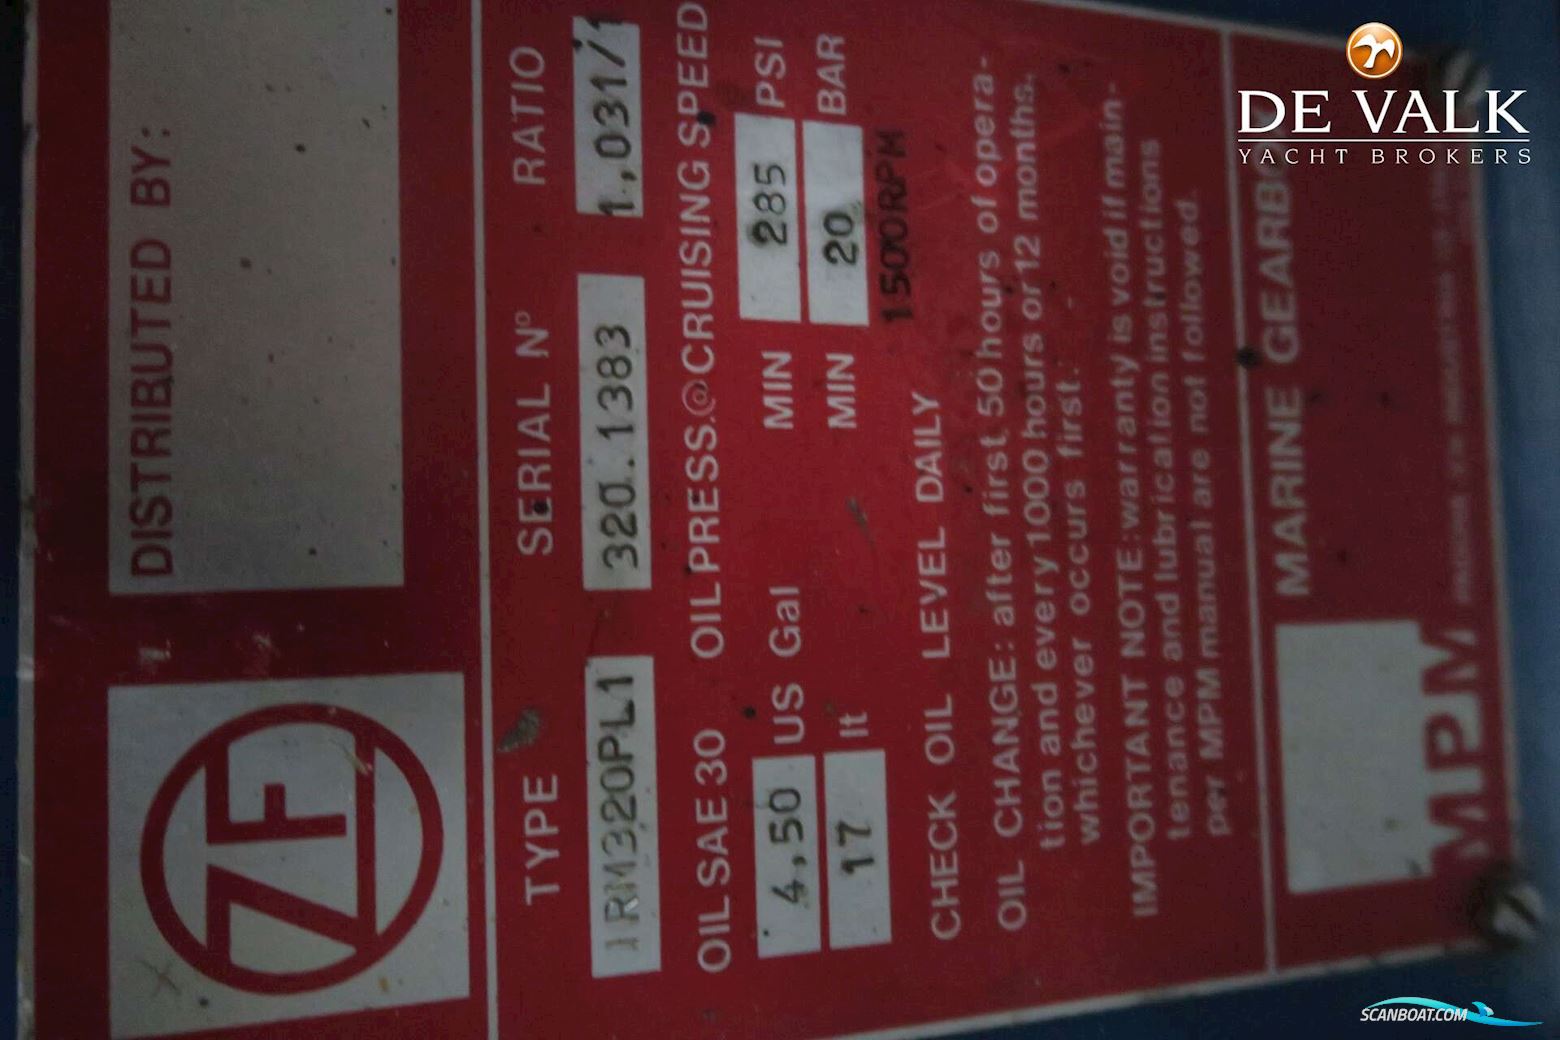 ZF
DISTRIBUTED BY:
TYPE SERIAL Nº RATIO
IRM320PL1 320.1383 1,031/1
OIL SAE 30 OIL PRESS.@CRUISING SPEED
4,50 US Gal MIN 285 PSI
17 lt MIN 20 BAR
1500RPM
CHECK OIL LEVEL DAILY
OIL CHANGE: after first 50 hours of opera-
tion and every 1000 hours or 12 months.
whichever occurs first.
IMPORTANT NOTE: warranty is void if main-
tenance and lubrication instructions
per MPM manual are not followed.
MPM MARINE GEARBO
DE VALK
YACHT BROKERS
SCANBOAT.COM